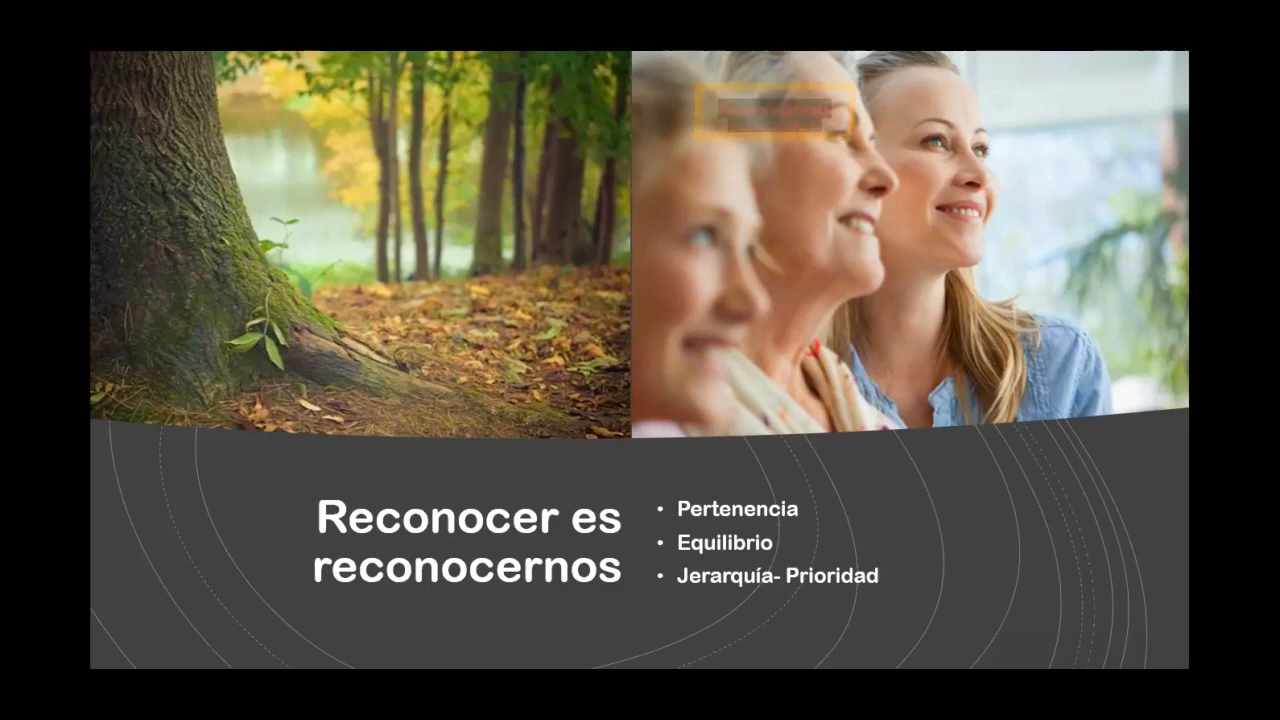 Reconocer es
reconocernos
• Pertenencia
• Equilibrio
• Jerarquía- Prioridad